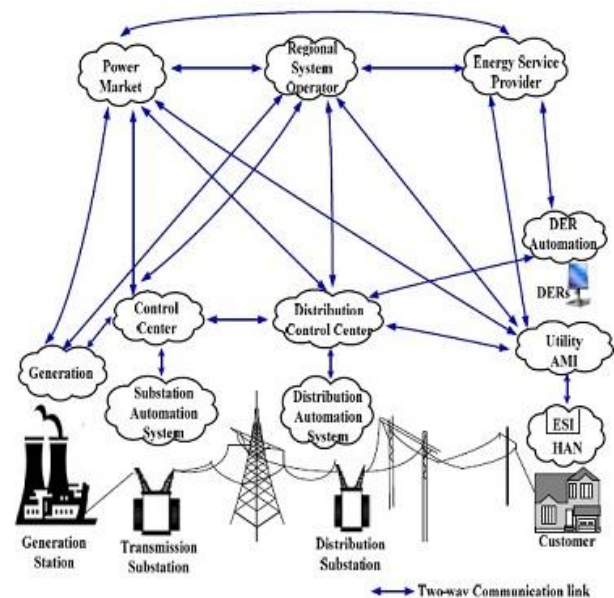 Power
Market
Regional
System
Operator
Energy Service
Provider
DER
Automation
DERs
Control
Center
Distribution
Control Center
Utility
AMI
Generation
Substation
Automation
System
Distribution
Automation
System
ESI
HAN
Generation
Station
Transmission
Substation
Distribution
Substation
Customer
Two-way Communication link